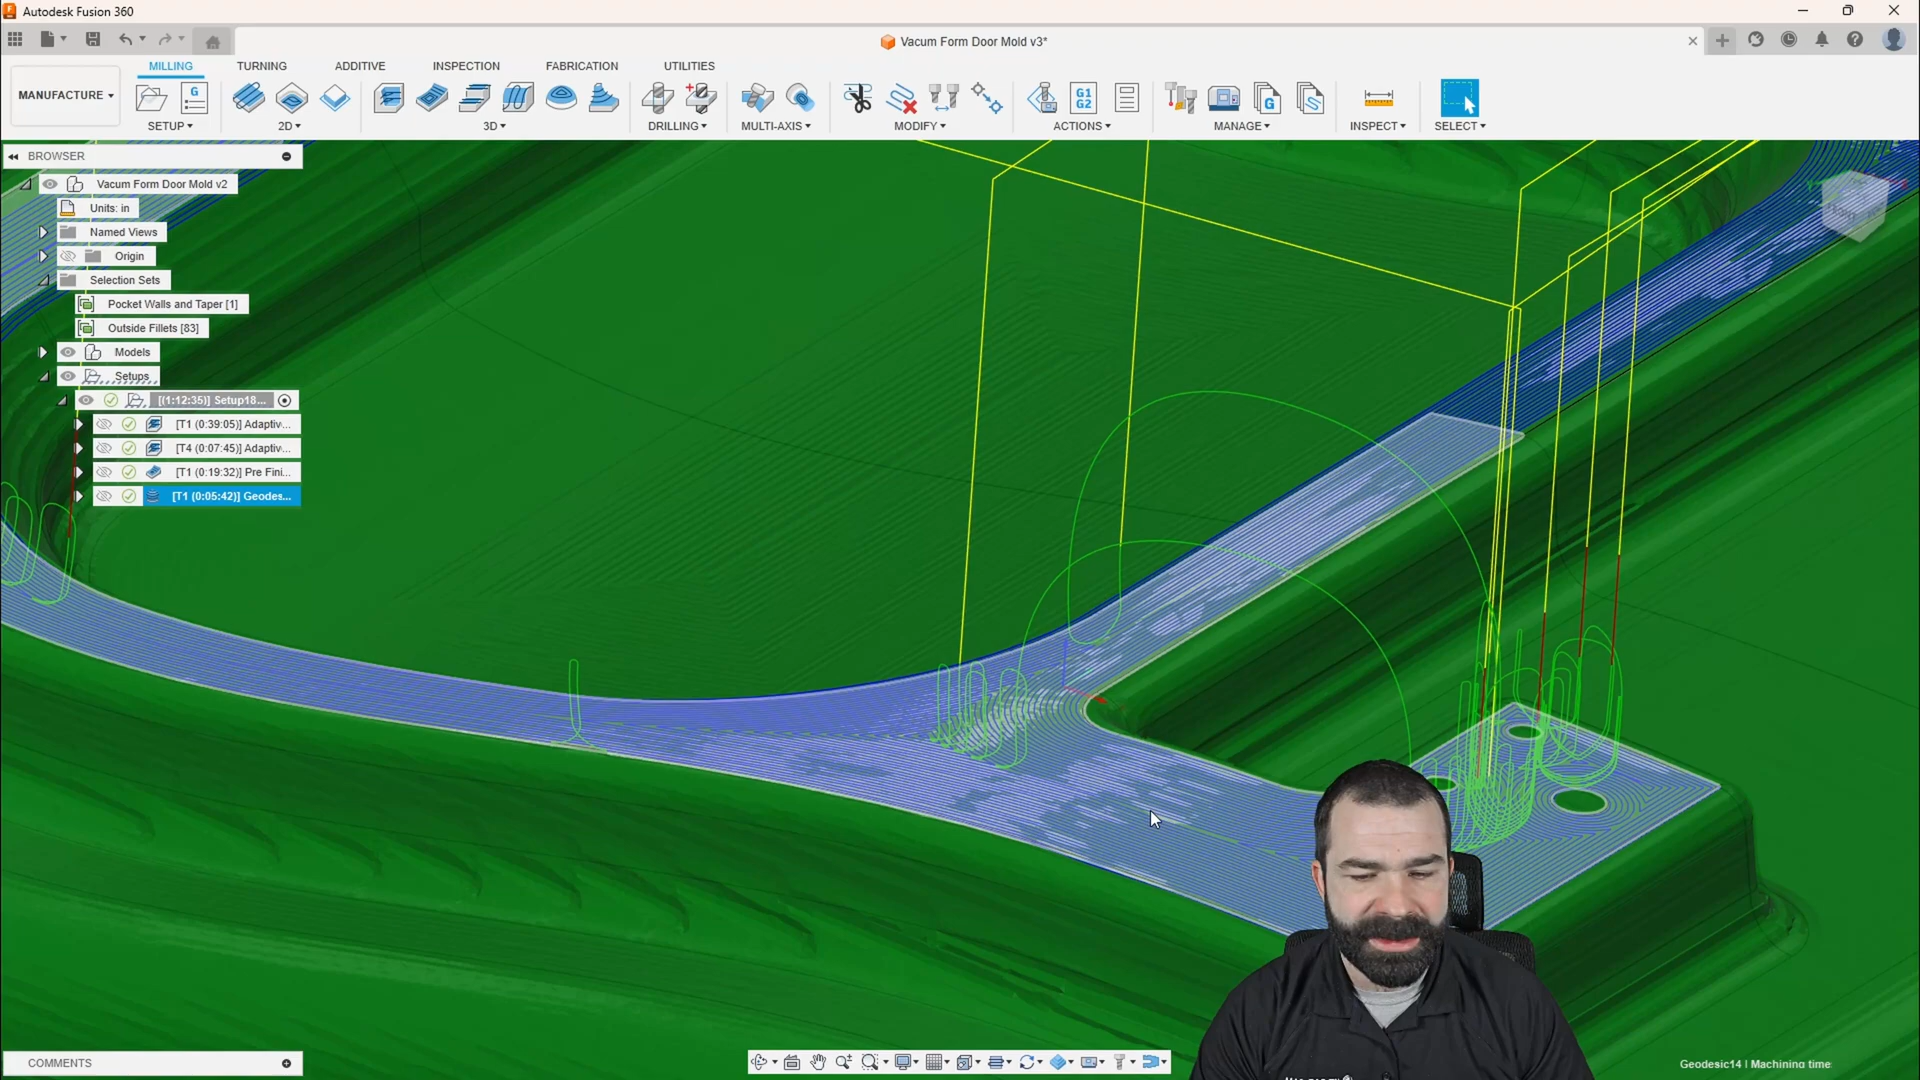 Autodesk Fusion 360
Vacum Form Door Mold v3*
MILLING TURNING ADDITIVE INSPECTION FABRICATION UTILITIES
MANUFACTURE
G
G1
G2
G
SETUP 2D 3D DRILLING MULTI-AXIS MODIFY ACTIONS MANAGE INSPECT SELECT
BROWSER
Vacum Form Door Mold v2
Units: in
Named Views
Origin
Selection Sets
Pocket Walls and Taper [1]
Outside Fillets [83]
Models
Setups
[(1:12:35)] Setup18...
[T1 (0:39:05)] Adaptiv...
[T4 (0:07:45)] Adaptiv...
[T1 (0:19:32)] Pre Fini...
[T1 (0:05:42)] Geodes...
COMMENTS
Geodesic14 | Machining time